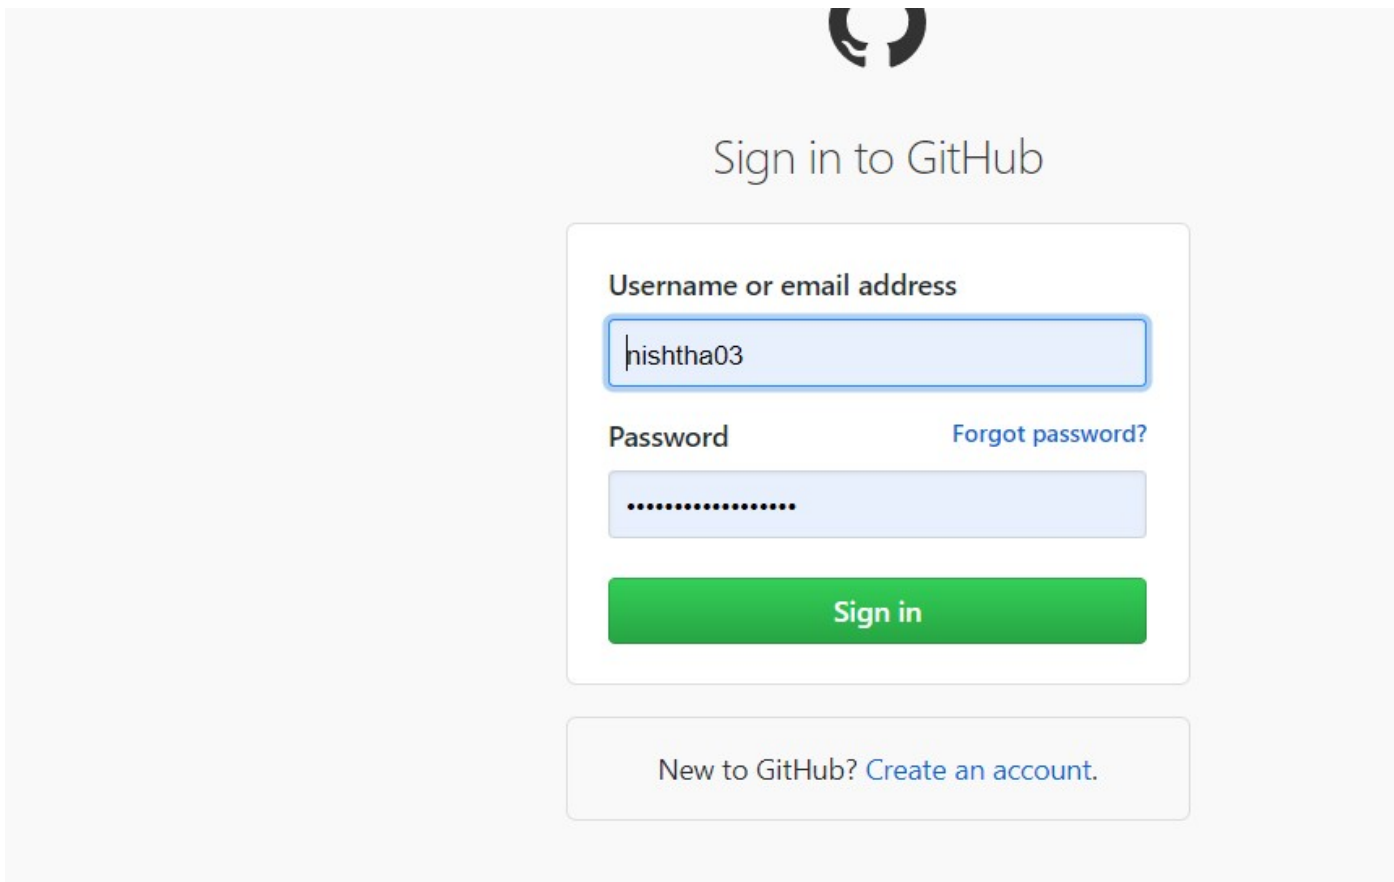 Sign in to GitHub
Username or email address
nishtha03
Password Forgot password?
••••••••••••••••••
Sign in
New to GitHub? Create an account.